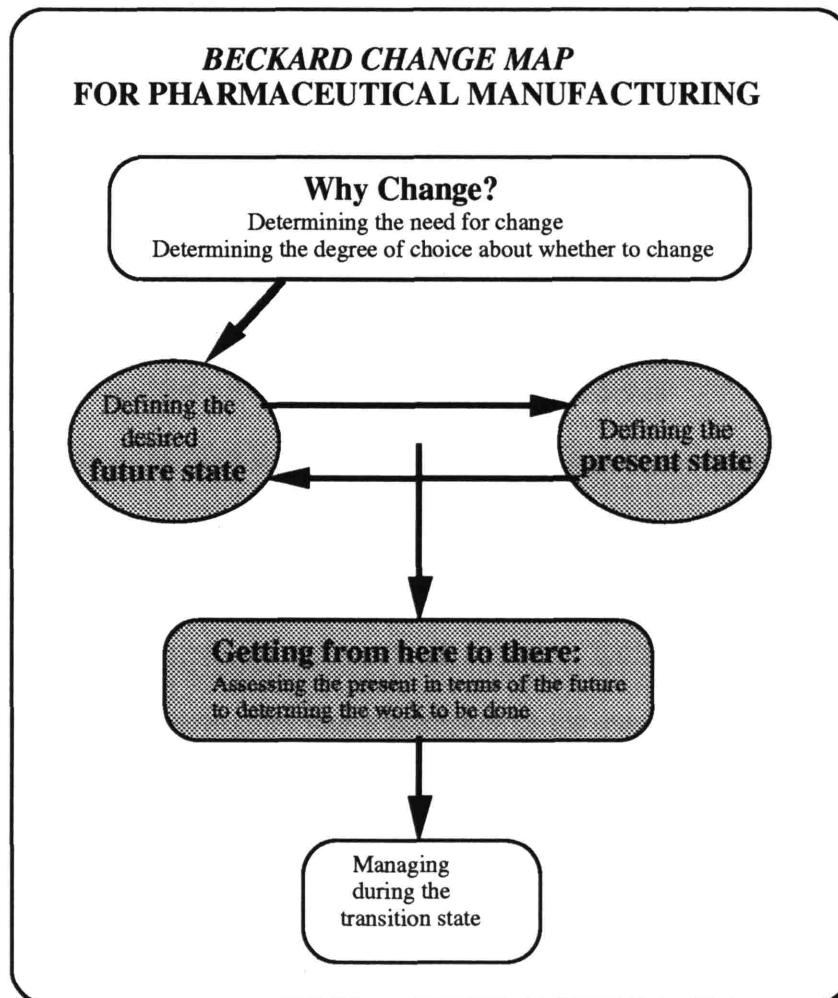 BECKARD CHANGE MAP
FOR PHARMACEUTICAL MANUFACTURING
Why Change?
Determining the need for change
Determining the degree of choice about whether to change
Defining the
desired
future state
Defining the
present state
Getting from here to there:
Assessing the present in terms of the future
to determing the work to be done
Managing
during the
transition state